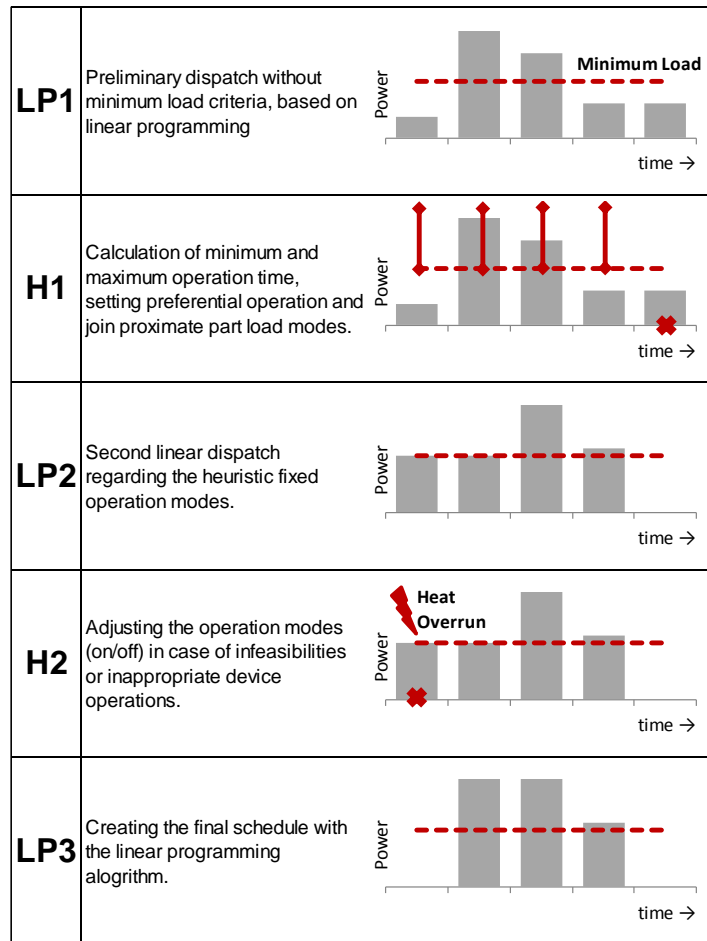 LP1
Preliminary dispatch without
minimum load criteria, based on
linear programming
Power
Minimum Load
time →
H1
Calculation of minimum and
maximum operation time,
setting preferential operation and
join proximate part load modes.
Power
time →
LP2
Second linear dispatch
regarding the heuristic fixed
operation modes.
Power
time →
H2
Adjusting the operation modes
(on/off) in case of infeasibilities
or inappropriate device
operations.
Power
Heat
Overrun
time →
LP3
Creating the final schedule with
the linear programming
alogrithm.
Power
time →